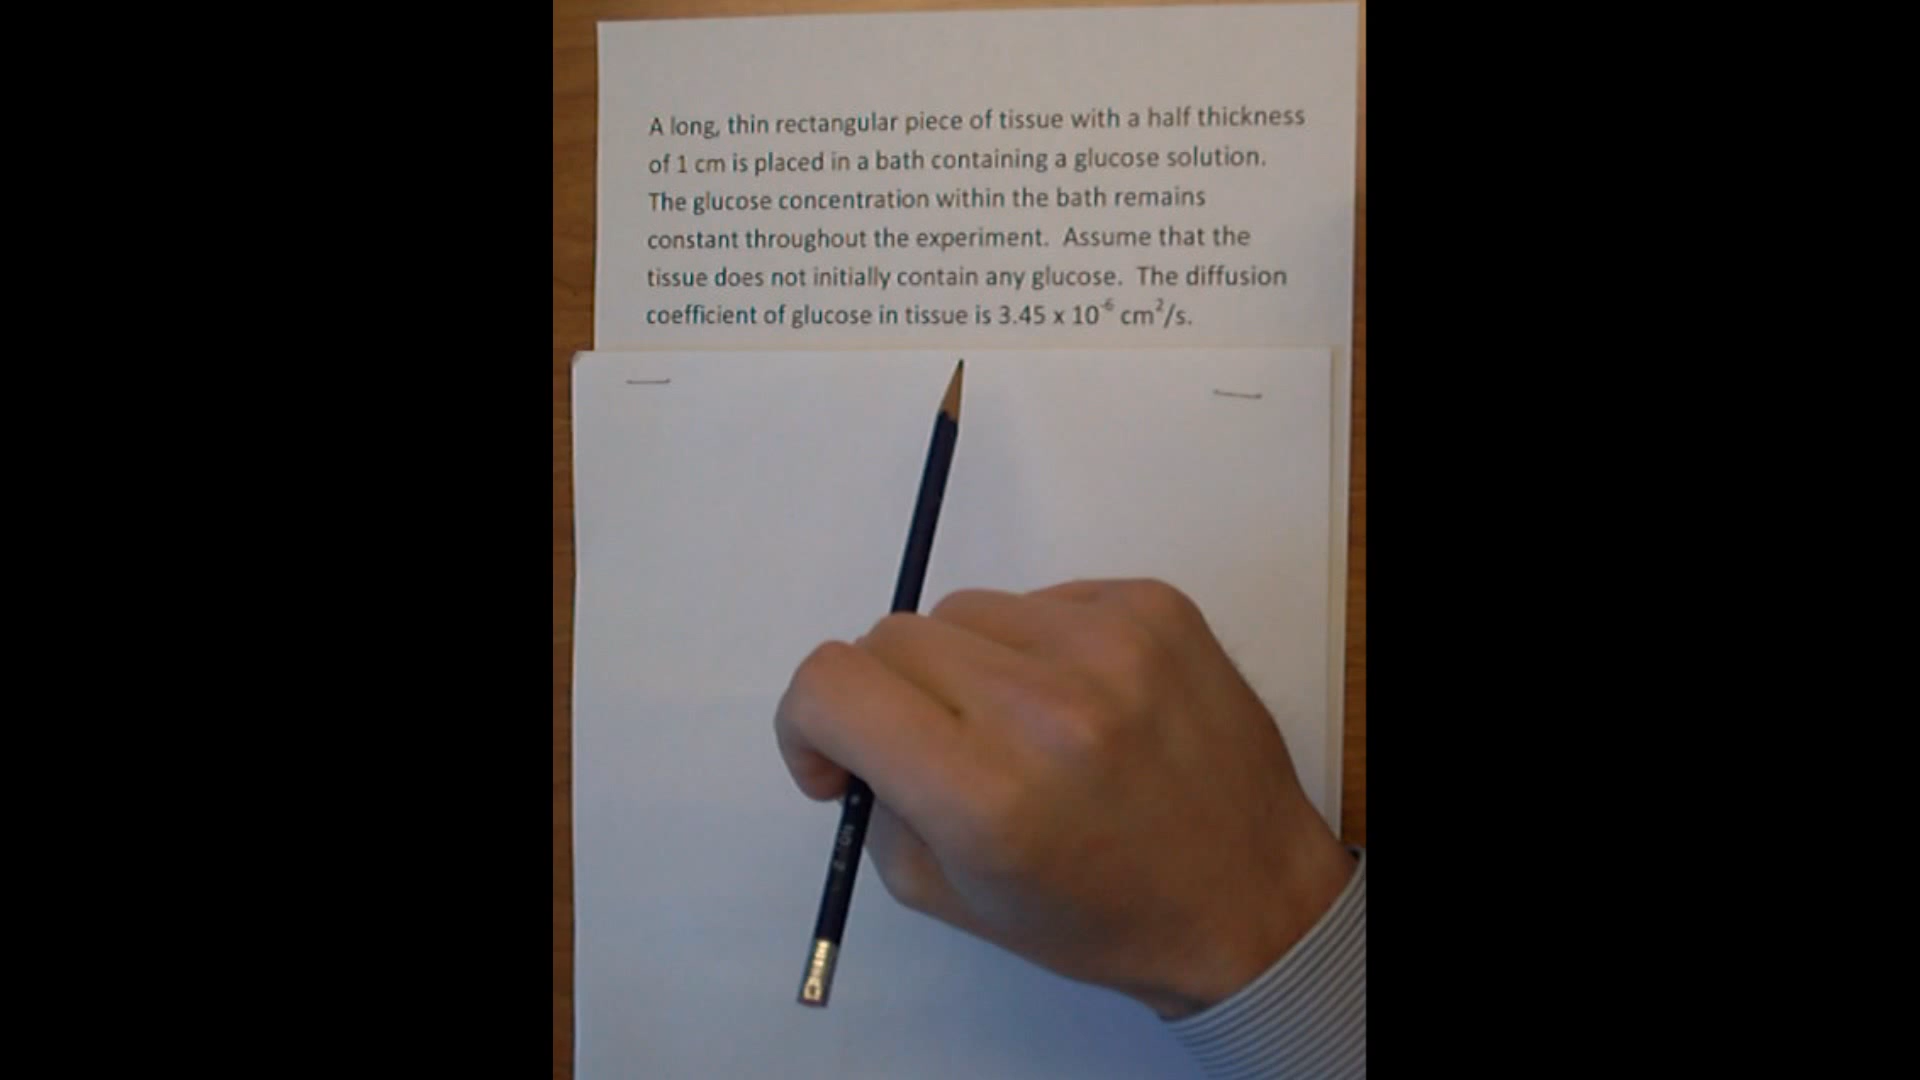 A long, thin rectangular piece of tissue with a half thickness
of 1 cm is placed in a bath containing a glucose solution.
The glucose concentration within the bath remains
constant throughout the experiment.  Assume that the
tissue does not initially contain any glucose.  The diffusion
coefficient of glucose in tissue is 3.45 x 10⁻⁶ cm²/s.